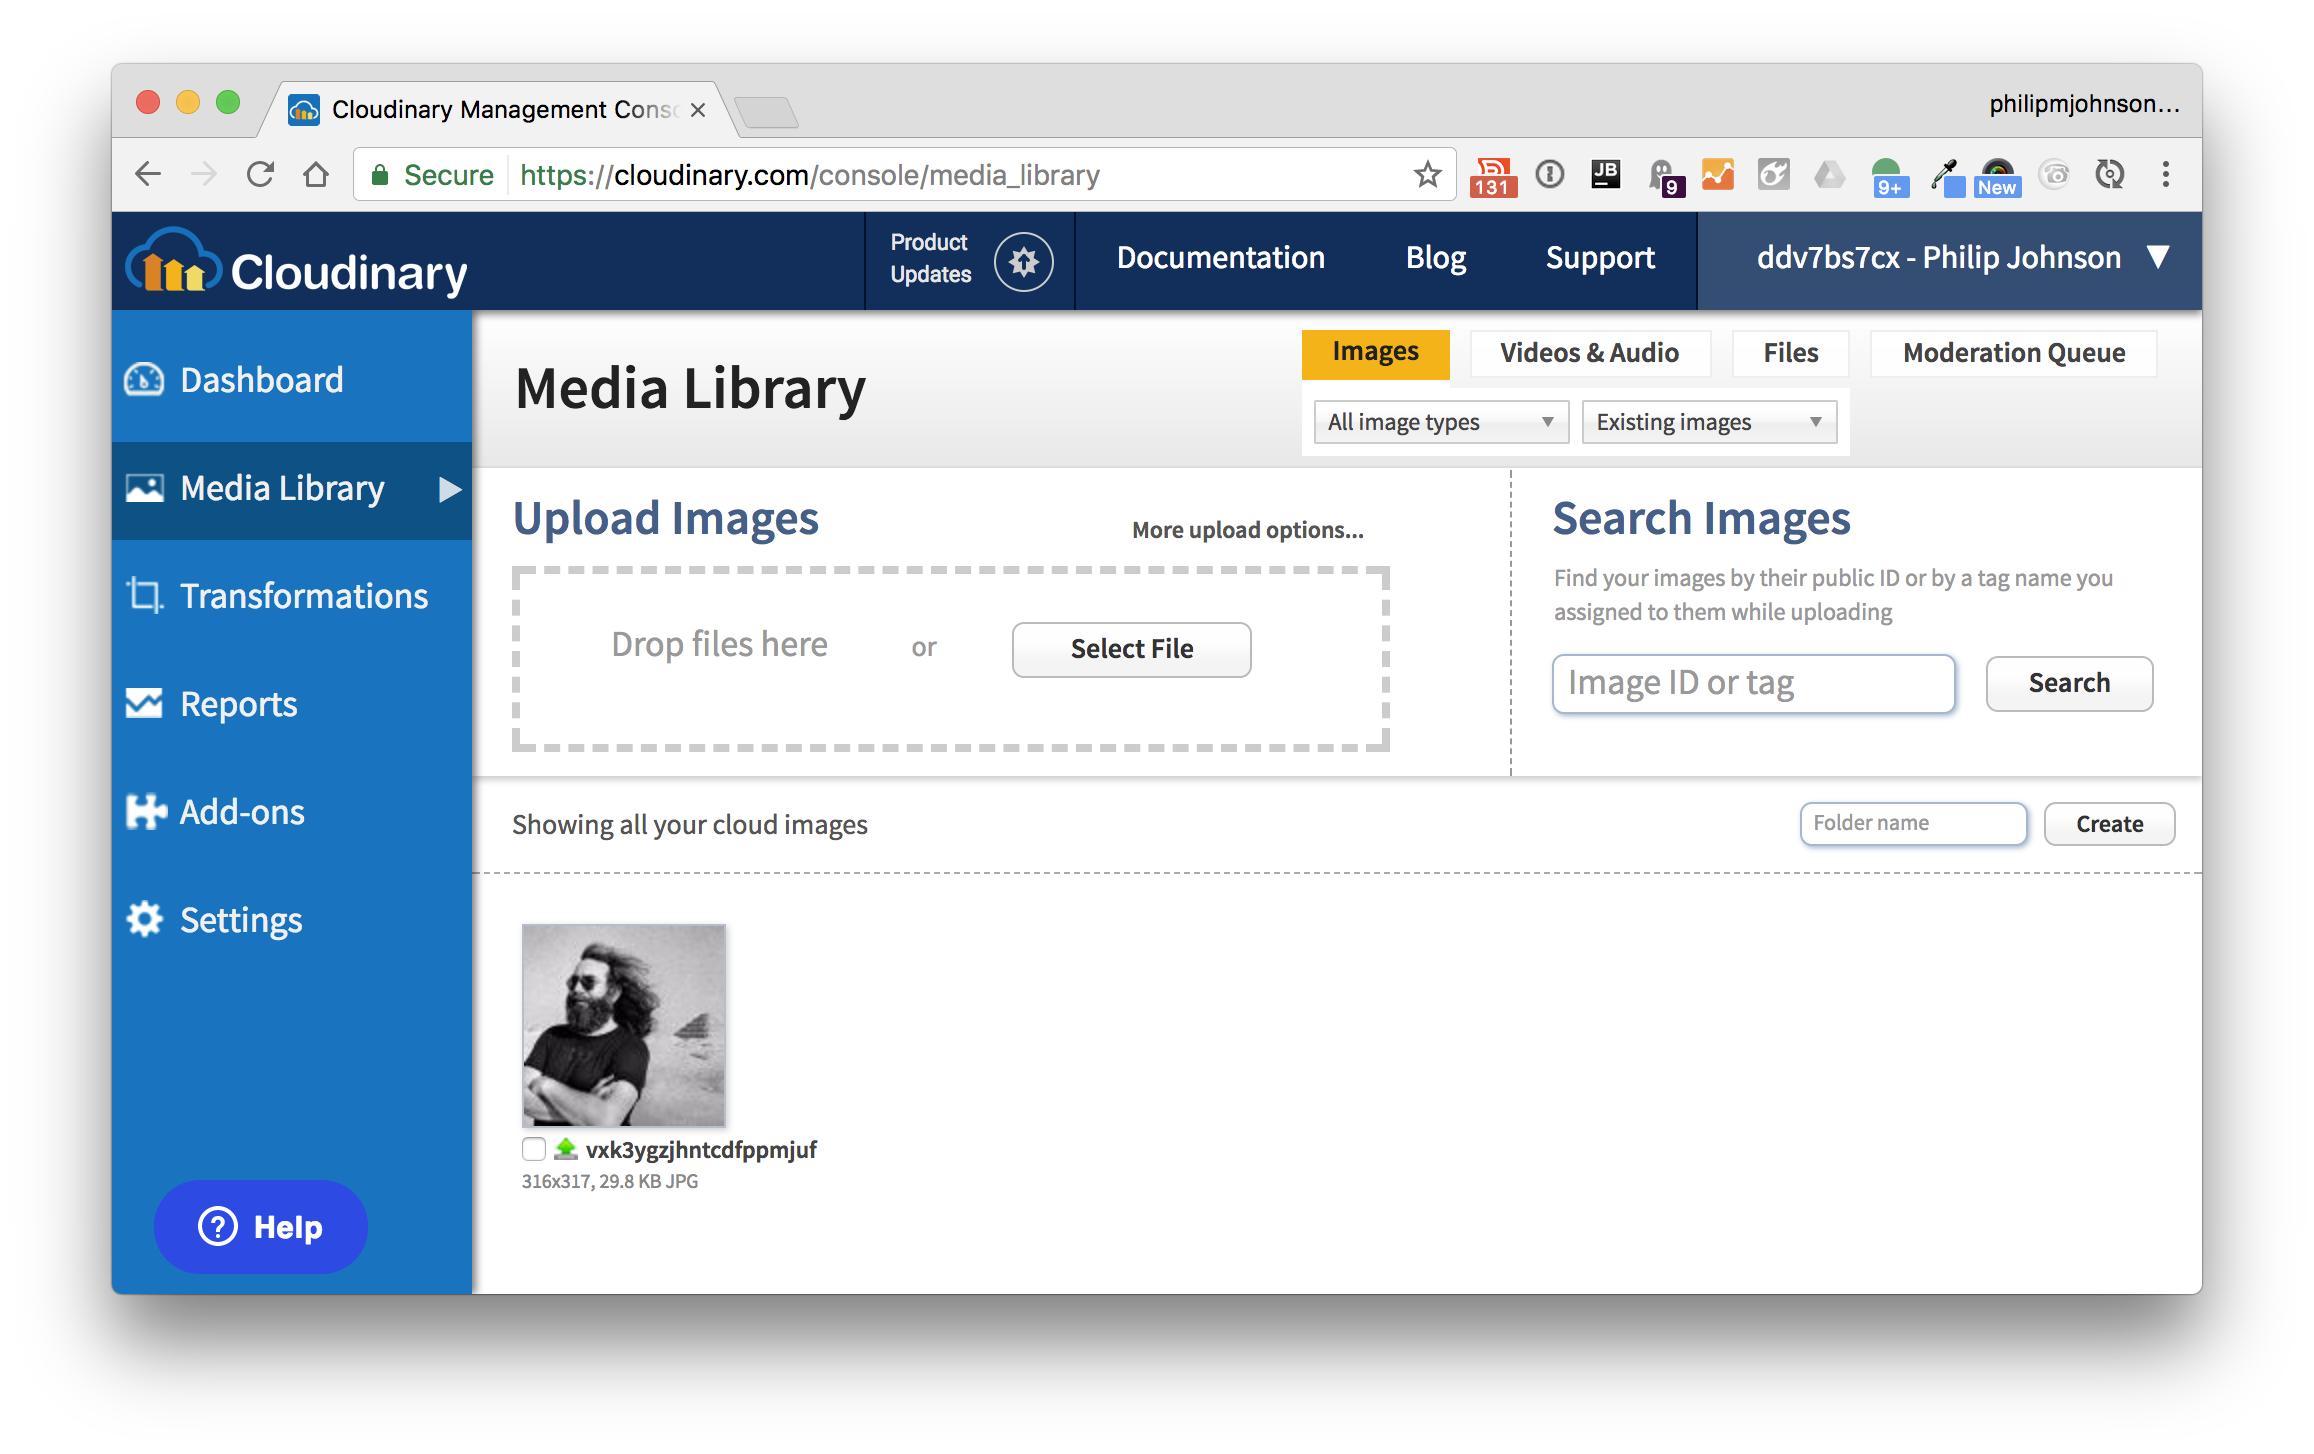 Cloudinary Management Conso
philipmjohnson...
Secure https://cloudinary.com/console/media_library
131
JB
9
9+
New
Cloudinary
Product
Updates
Documentation Blog Support ddv7bs7cx - Philip Johnson
Dashboard
Media Library
Transformations
Reports
Add-ons
Settings
Help
Media Library
Images Videos & Audio Files Moderation Queue
All image types Existing images
Upload Images
More upload options...
Drop files here or Select File
Search Images
Find your images by their public ID or by a tag name you
assigned to them while uploading
Image ID or tag Search
Showing all your cloud images
Folder name Create
vxk3ygzjhntcdfppmjuf
316x317, 29.8 KB JPG